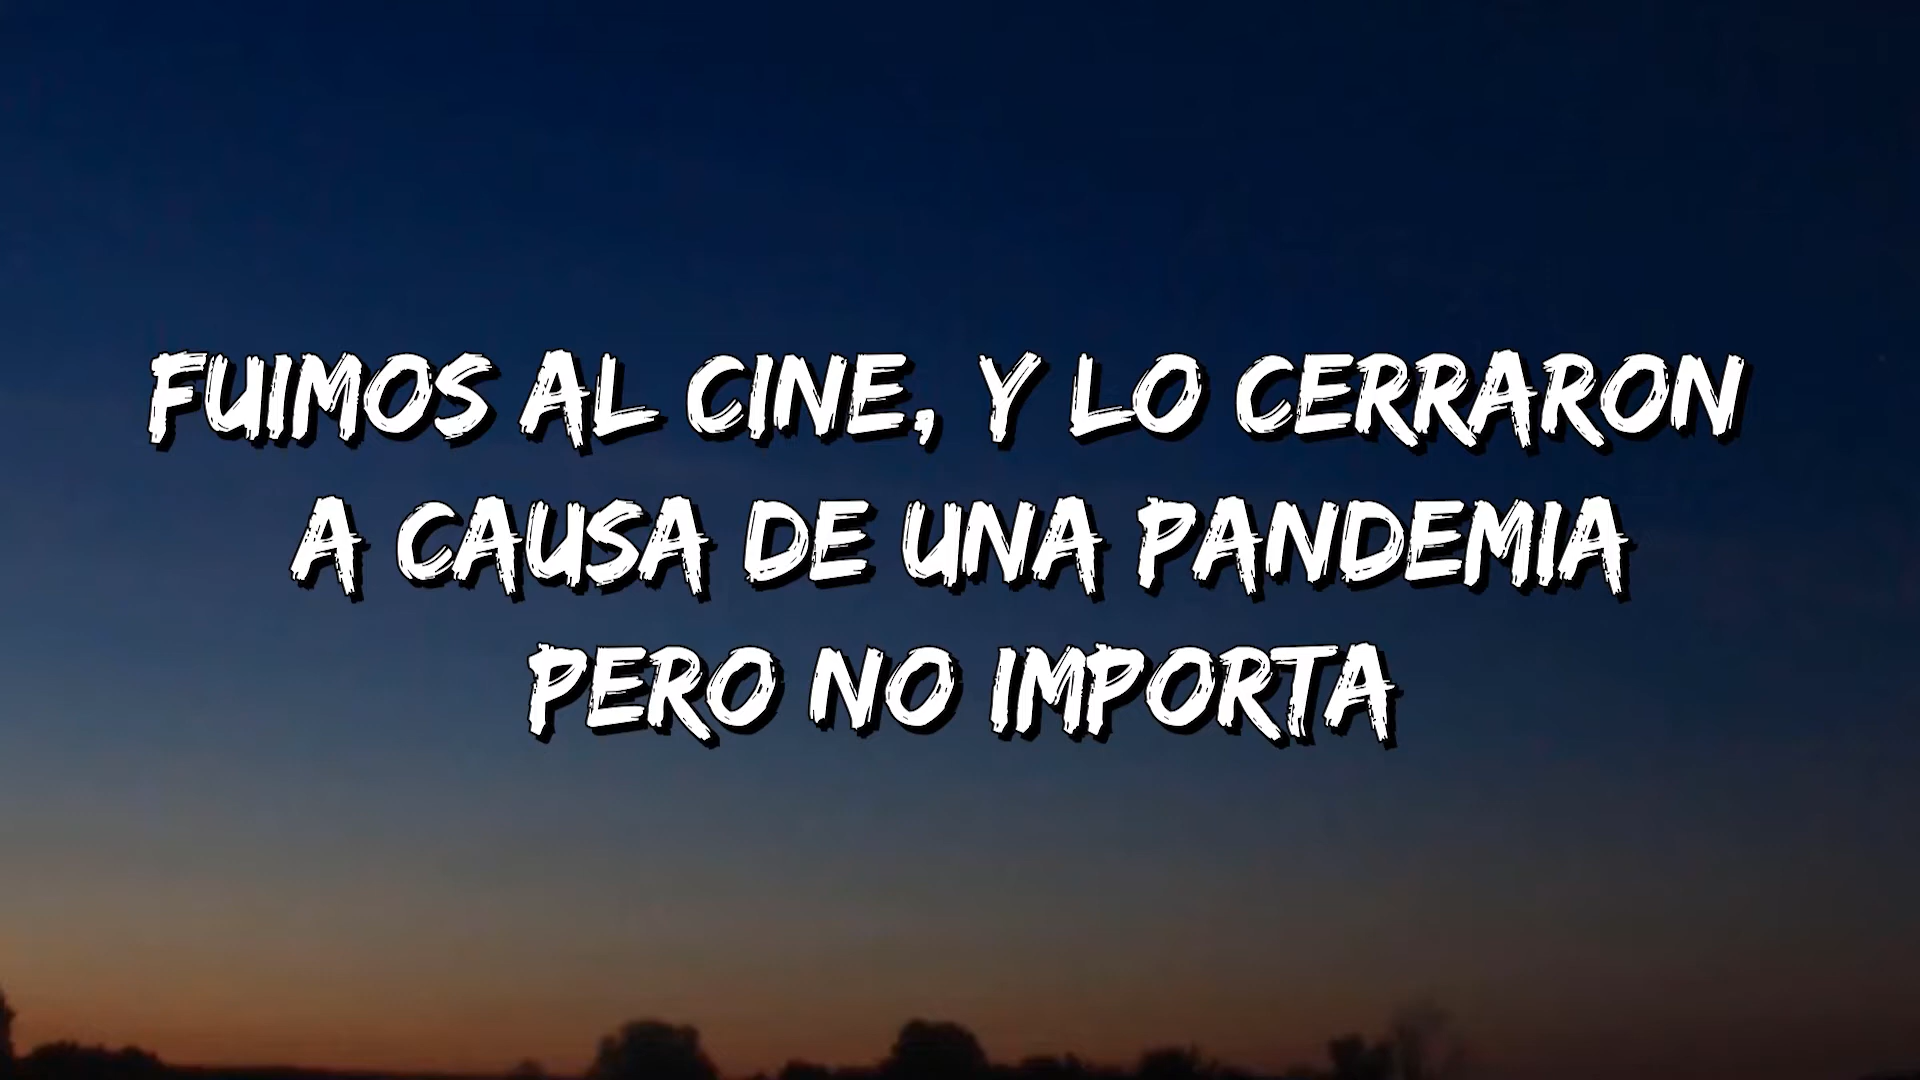 FUIMOS AL CINE, Y LO CERRARON
A CAUSA DE UNA PANDEMIA
PERO NO IMPORTA